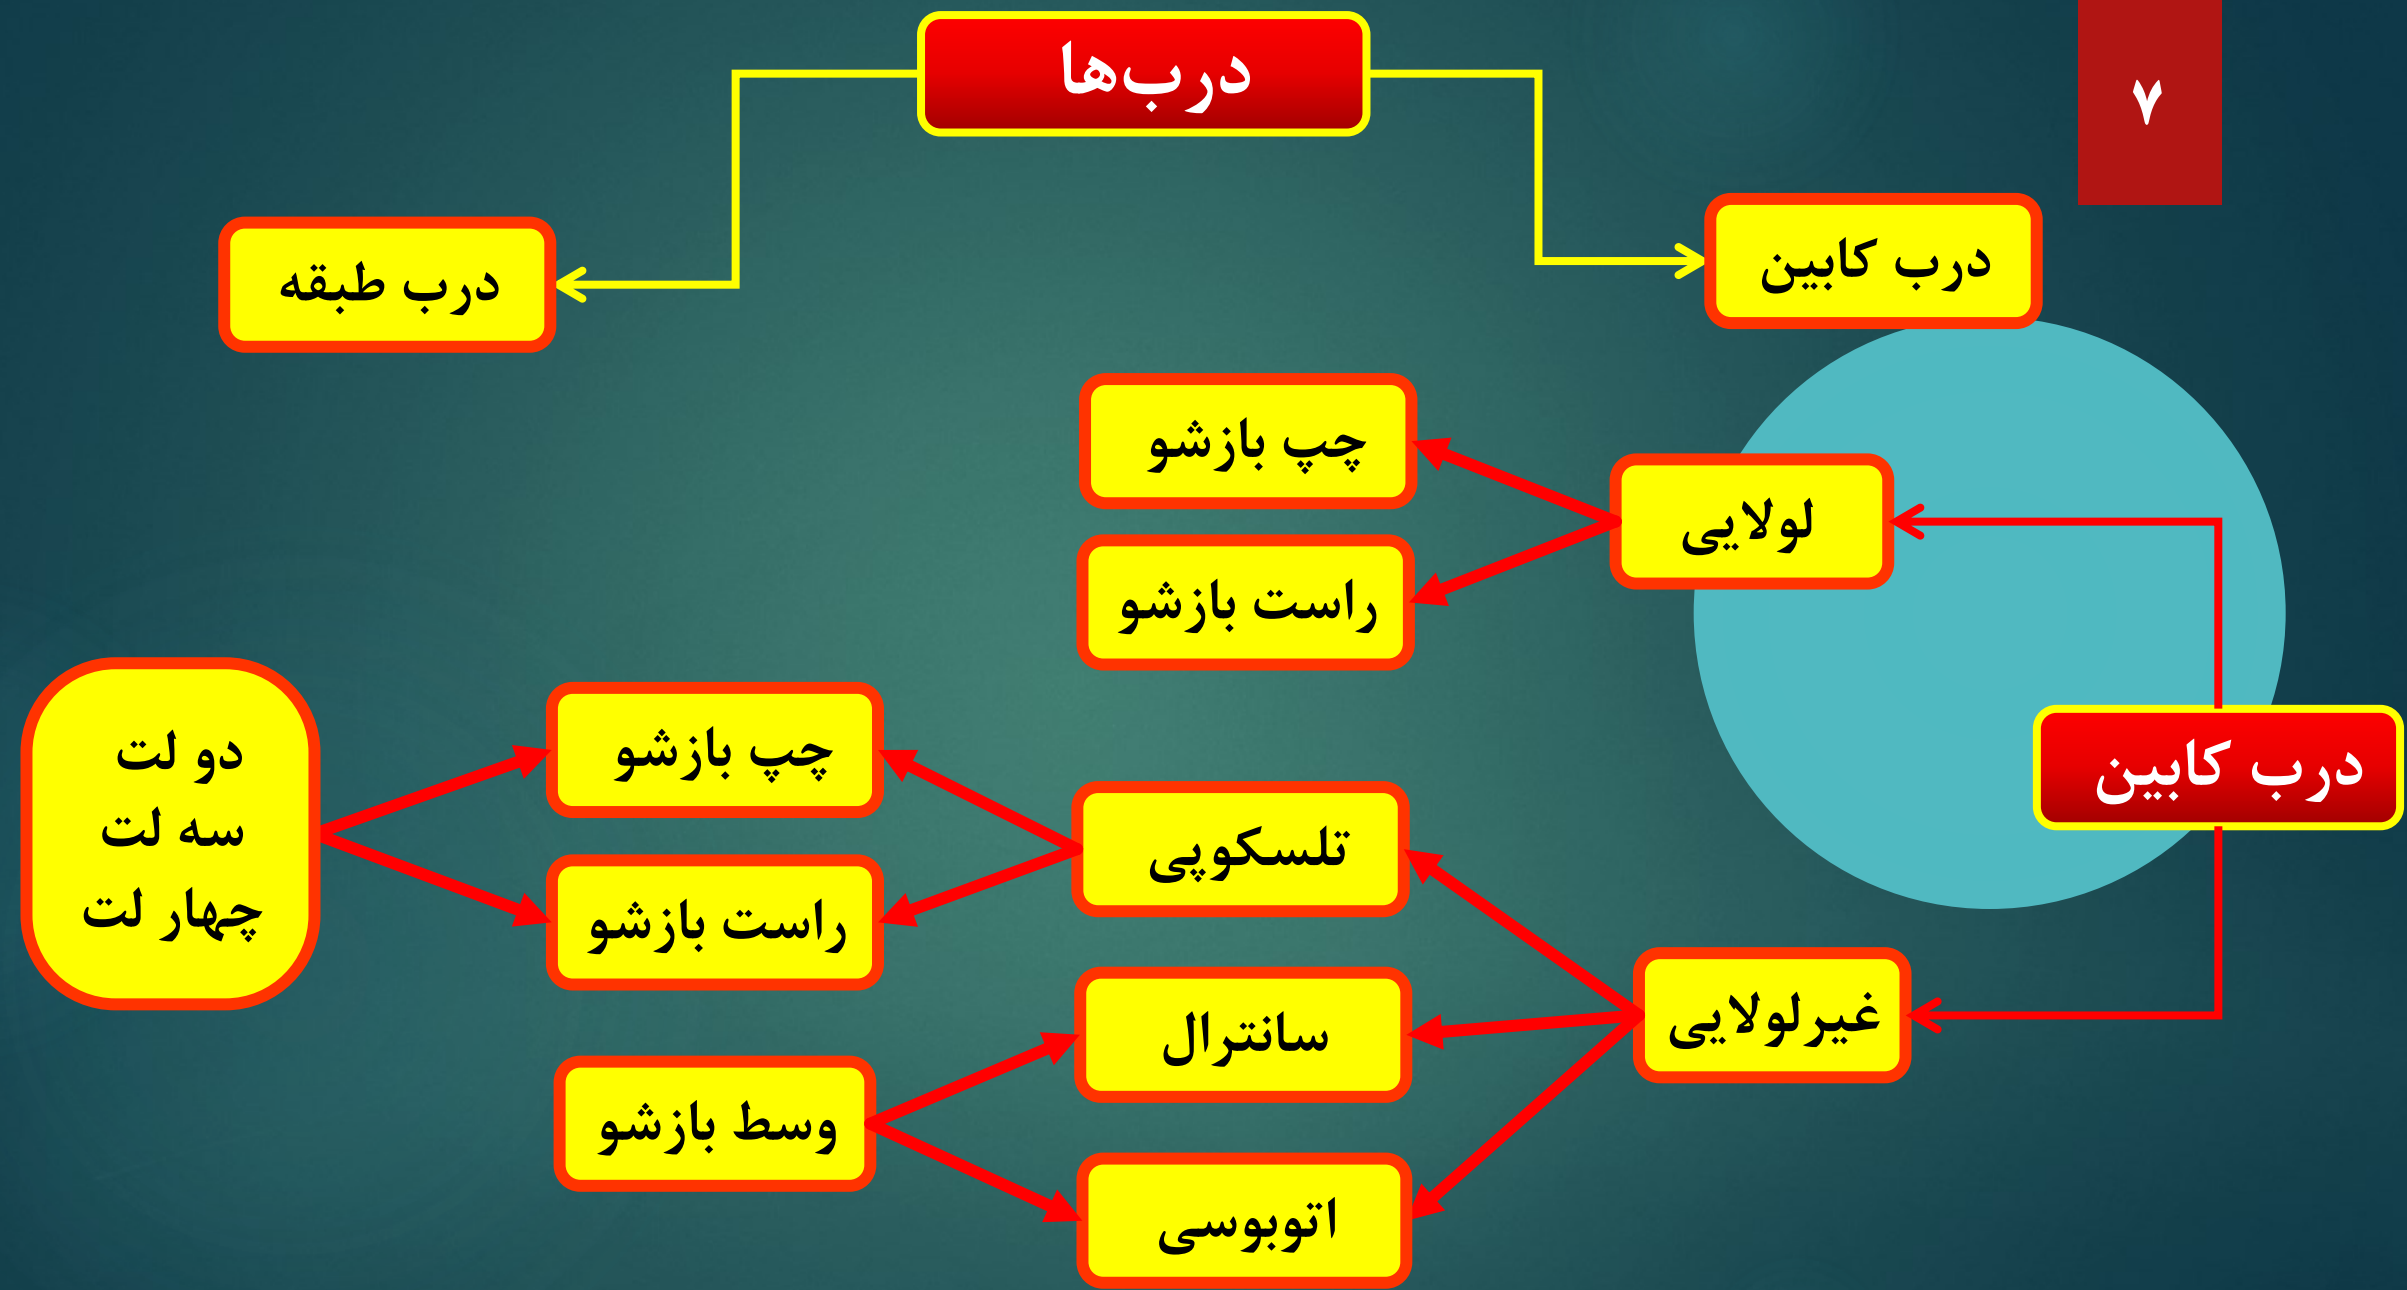 درب‌ها
۷
درب کابین
درب طبقه
چپ بازشو
لولایی
راست بازشو
درب کابین
چپ بازشو
دو لت
سه لت
چهار لت
تلسکوپی
راست بازشو
غیرلولایی
سانترال
وسط بازشو
اتوبوسی